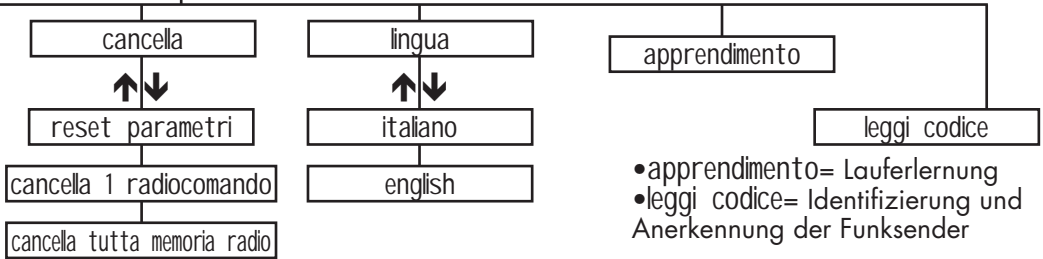 cancella
lingua
apprendimento
reset parametri
italiano
leggi codice
cancella 1 radiocomando
english
cancella tutta memoria radio
•apprendimento= Lauferlernung
•leggi codice= Identifizierung und
Anerkennung der Funksender